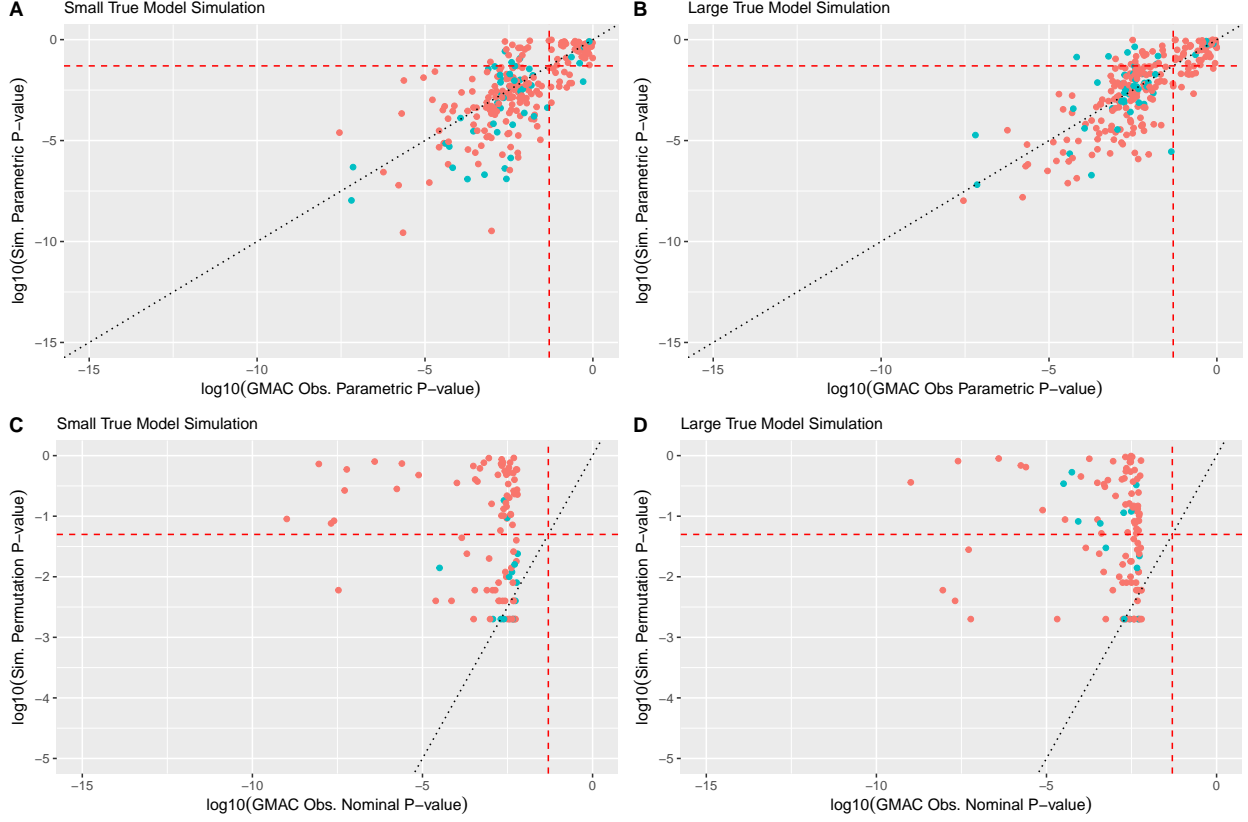 A
Small True Model Simulation
log10(Sim. Parametric P−value)
0
−5
−10
−15
−15
−10
−5
0
log10(GMAC Obs. Parametric P−value)
B
Large True Model Simulation
log10(Sim. Parametric P−value)
0
−5
−10
−15
−15
−10
−5
0
log10(GMAC Obs Parametric P−value)
C
Small True Model Simulation
log10(Sim. Permutation P−value)
0
−1
−2
−3
−4
−5
−15
−10
−5
0
log10(GMAC Obs. Nominal P−value)
D
Large True Model Simulation
log10(Sim. Permutation P−value)
0
−1
−2
−3
−4
−5
−15
−10
−5
0
log10(GMAC Obs. Nominal P−value)